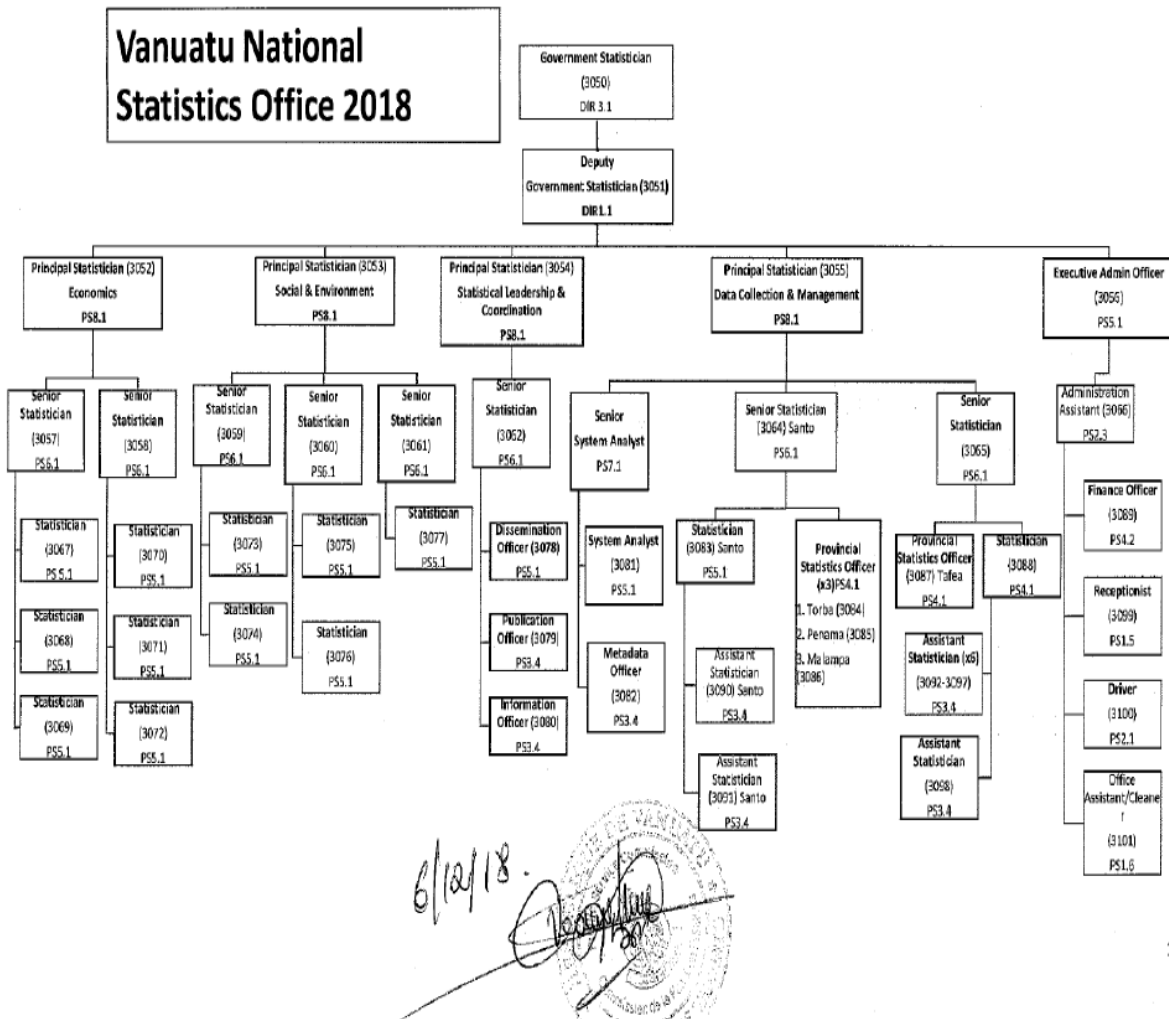 Vanuatu National
Statistics Office 2018
Government Statistician
(3050)
DIR 3.1
Deputy
Government Statistician (3051)
DIR1.1
Principal Statistician (3052)
Economics
PS8.1
Principal Statistician (3053)
Social & Environment
PS8.1
Principal Statistician (3054)
Statistical Leadership &
Coordination
PS8.1
Principal Statistician (3055)
Data Collection & Management
PS8.1
Executive Admin Officer
(3056)
PS5.1
Senior
Statistician
(3057)
PS6.1
Senior
Statistician
(3058)
PS6.1
Senior
Statistician
(3059)
PS6.1
Senior
Statistician
(3060)
PS6.1
Senior
Statistician
(3061)
PS6.1
Senior
Statistician
(3062)
PS6.1
Senior
System Analyst
PS7.1
Senior Statistician
(3064) Santo
PS6.1
Senior
Statistician
(3065)
PS6.1
Administration
Assistant (3066)
PS2.3
Statistician
(3067)
PS5.1
Statistician
(3068)
PS5.1
Statistician
(3069)
PS5.1
Statistician
(3070)
PS5.1
Statistician
(3071)
PS5.1
Statistician
(3072)
PS5.1
Statistician
(3073)
PS5.1
Statistician
(3074)
PS5.1
Statistician
(3075)
PS5.1
Statistician
(3076)
PS5.1
Statistician
(3077)
PS5.1
Dissemination
Officer (3078)
PS5.1
Publication
Officer (3079)
PS3.4
Information
Officer (3080)
PS3.4
System Analyst
(3081)
PS5.1
Metadata
Officer
(3082)
PS3.4
Statistician
(3083) Santo
PS5.1
Assistant
Statistician
(3090) Santo
PS3.4
Assistant
Statistician
(3091) Santo
PS3.4
Provincial
Statistics Officer
(x3)PS4.1
1. Torba (3084)
2. Penama (3085)
3. Malampa
(3086)
Provincial
Statistics Officer
(3087) Tafea
PS4.1
Statistician
(3088)
PS4.1
Assistant
Statistician (x6)
(3092-3097)
PS3.4
Assistant
Statistician
(3098)
PS3.4
Finance Officer
(3089)
PS4.2
Receptionist
(3099)
PS1.5
Driver
(3100)
PS2.1
Office
Assistant/Cleane
r
(3101)
PS1.6
6/12/18.